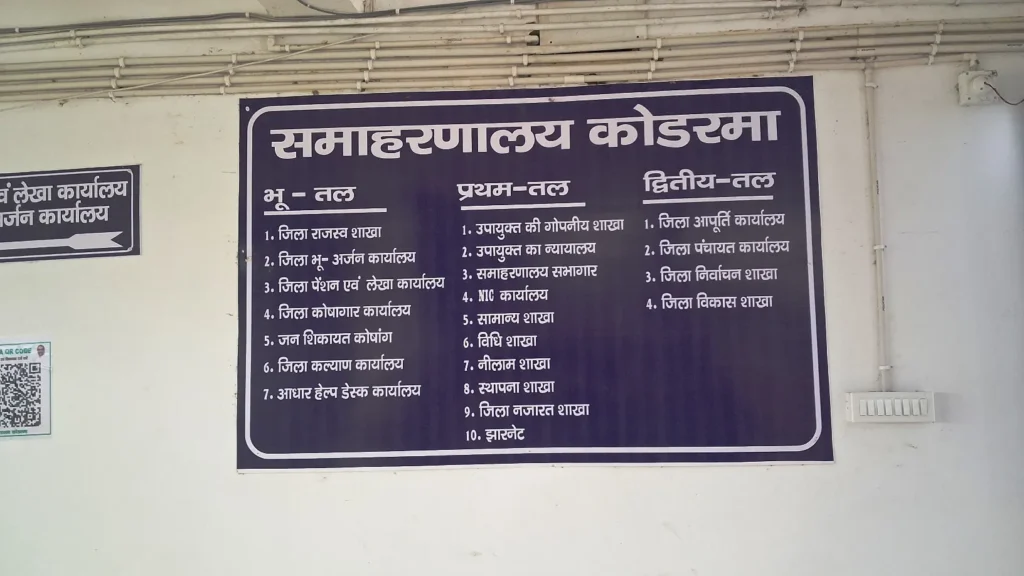 समाहरणालय कोडरमा
भू - तल
1. जिला राजस्व शाखा
2. जिला भू- अर्जन कार्यालय
3. जिला पेंशन एवं लेखा कार्यालय
4. जिला कोषागार कार्यालय
5. जन शिकायत कोषांग
6. जिला कल्याण कार्यालय
7. आधार हेल्प डेस्क कार्यालय
प्रथम-तल
1. उपायुक्त की गोपनीय शाखा
2. उपायुक्त का न्यायालय
3. समाहरणालय सभागार
4. NIC कार्यालय
5. सामान्य शाखा
6. विधि शाखा
7. नीलाम शाखा
8. स्थापना शाखा
9. जिला नजारत शाखा
10. झारनेट
द्वितीय-तल
1. जिला आपूर्ति कार्यालय
2. जिला पंचायत कार्यालय
3. जिला निर्वाचन शाखा
4. जिला विकास शाखा
वं लेखा कार्यालय
अर्जन कार्यालय
QR CODE